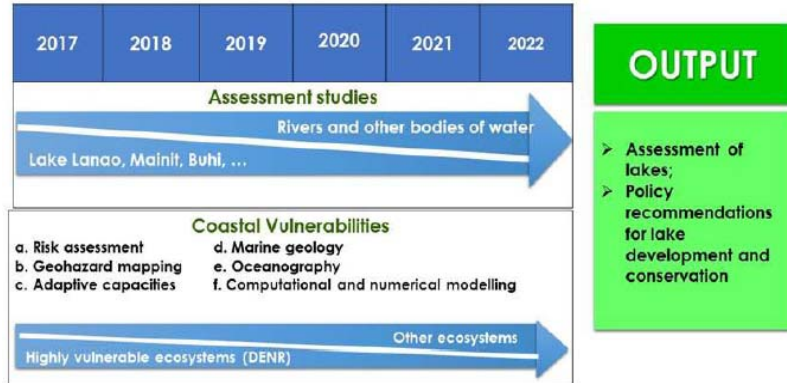 2017 2018 2019 2020 2021 2022
Assessment studies
Rivers and other bodies of water
Lake Lanao, Mainit, Buhi, ...
Coastal Vulnerabilities
a. Risk assessment
b. Geohazard mapping
c. Adaptive capacities
d. Marine geology
e. Oceanography
f. Computational and numerical modelling
Other ecosystems
Highly vulnerable ecosystems (DENR)
OUTPUT
➢ Assessment of
lakes;
➢ Policy
recommendations
for lake
development and
conservation